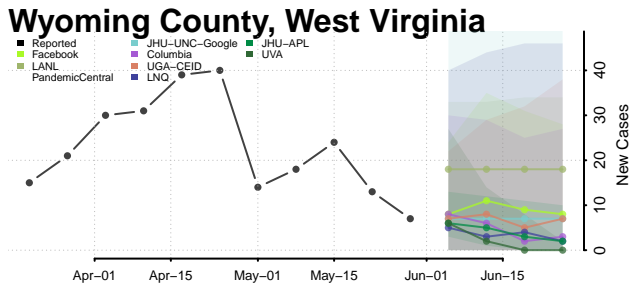 Wyoming County, West Virginia
Reported JHU−UNC−Google JHU−APL
Facebook Columbia UVA
LANL UGA−CEID
PandemicCentral LNQ
40
30
20
10
0
New Cases
Apr−01 Apr−15 May−01 May−15 Jun−01 Jun−15